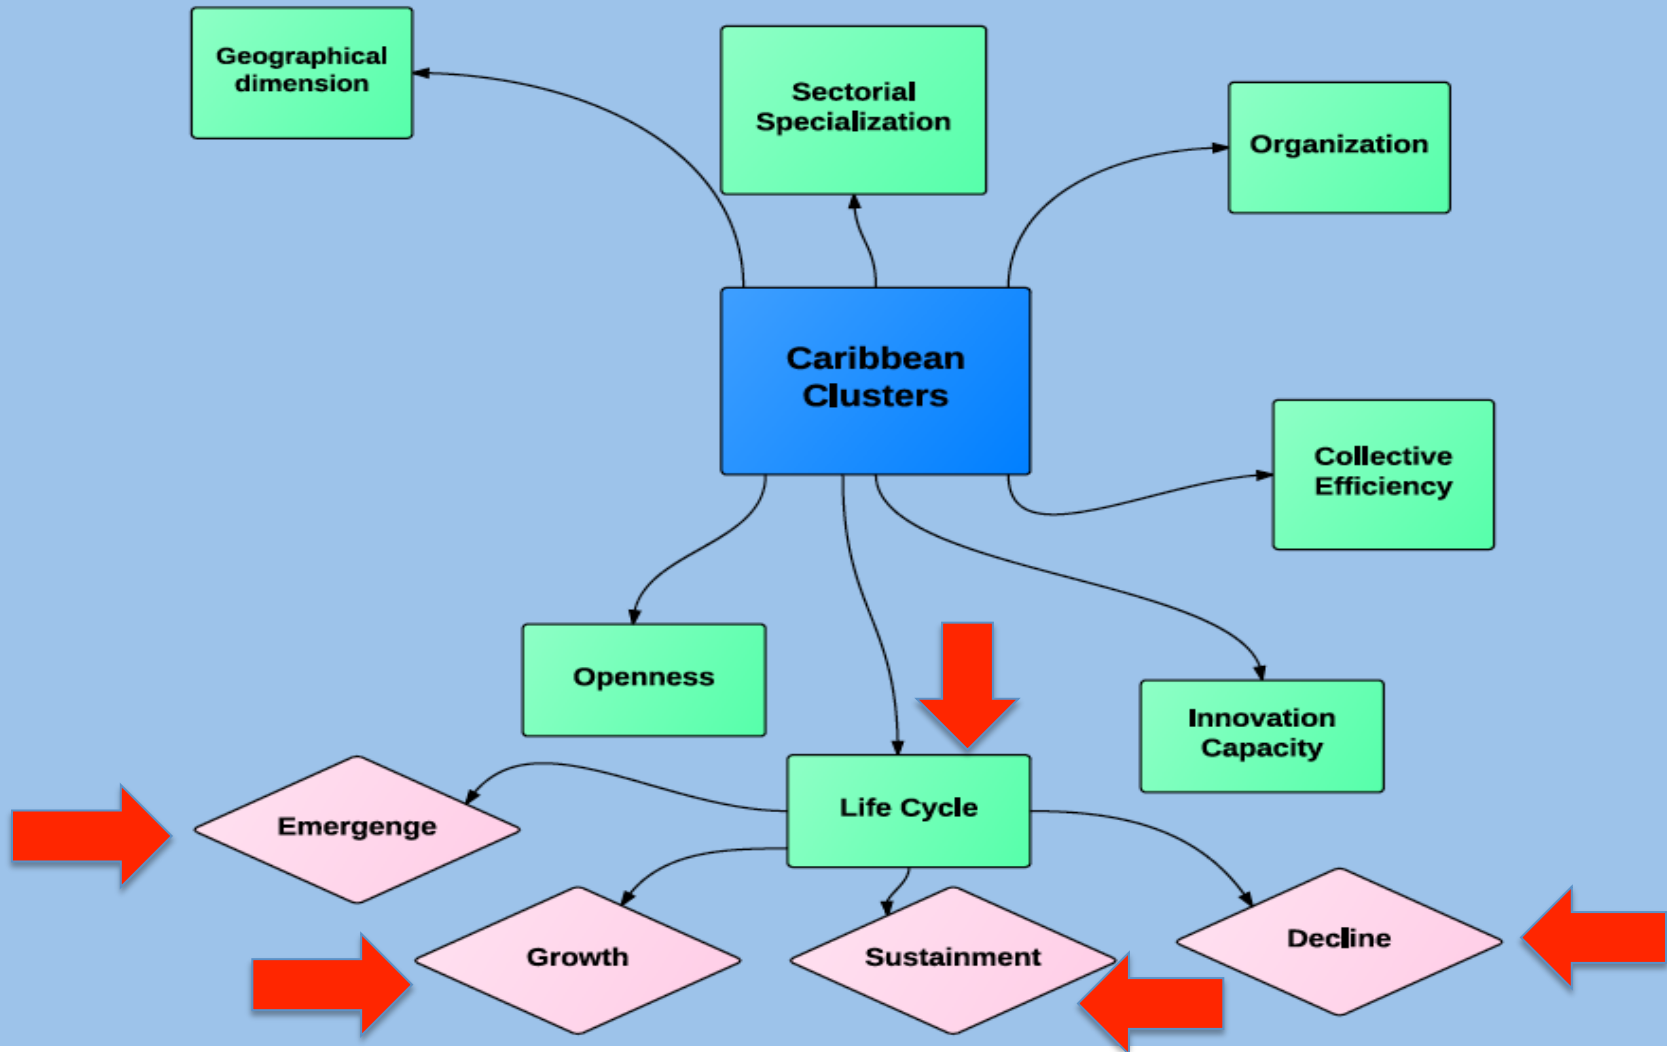 Geographical
dimension
Sectorial
Specialization
Organization
Caribbean
Clusters
Collective
Efficiency
Openness
Innovation
Capacity
Life Cycle
Emergenge
Growth
Sustainment
Decline